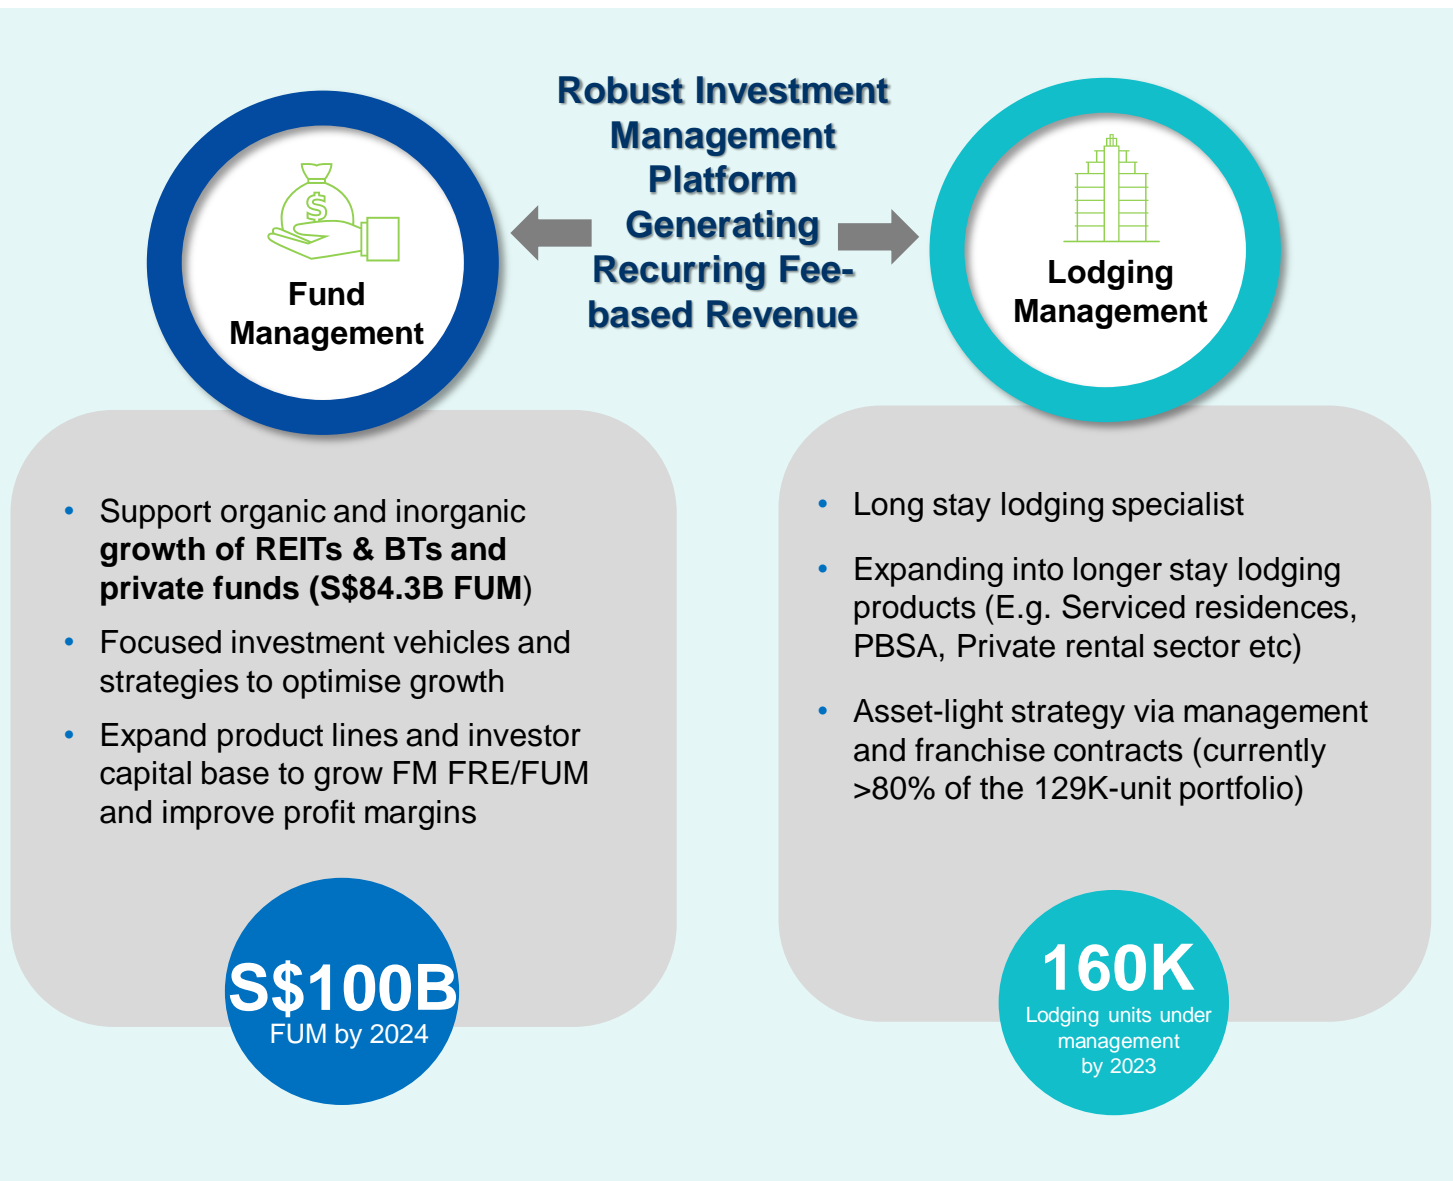 Robust Investment
Management
Platform
Generating
Recurring Fee-
based Revenue
$
Fund
Management
Lodging
Management
• Support organic and inorganic
growth of REITs & BTs and
private funds (S$84.3B FUM)
• Focused investment vehicles and
strategies to optimise growth
• Expand product lines and investor
capital base to grow FM FRE/FUM
and improve profit margins
S$100B
FUM by 2024
• Long stay lodging specialist
• Expanding into longer stay lodging
products (E.g. Serviced residences,
PBSA, Private rental sector etc)
• Asset-light strategy via management
and franchise contracts (currently
>80% of the 129K-unit portfolio)
160K
Lodging units under
management
by 2023